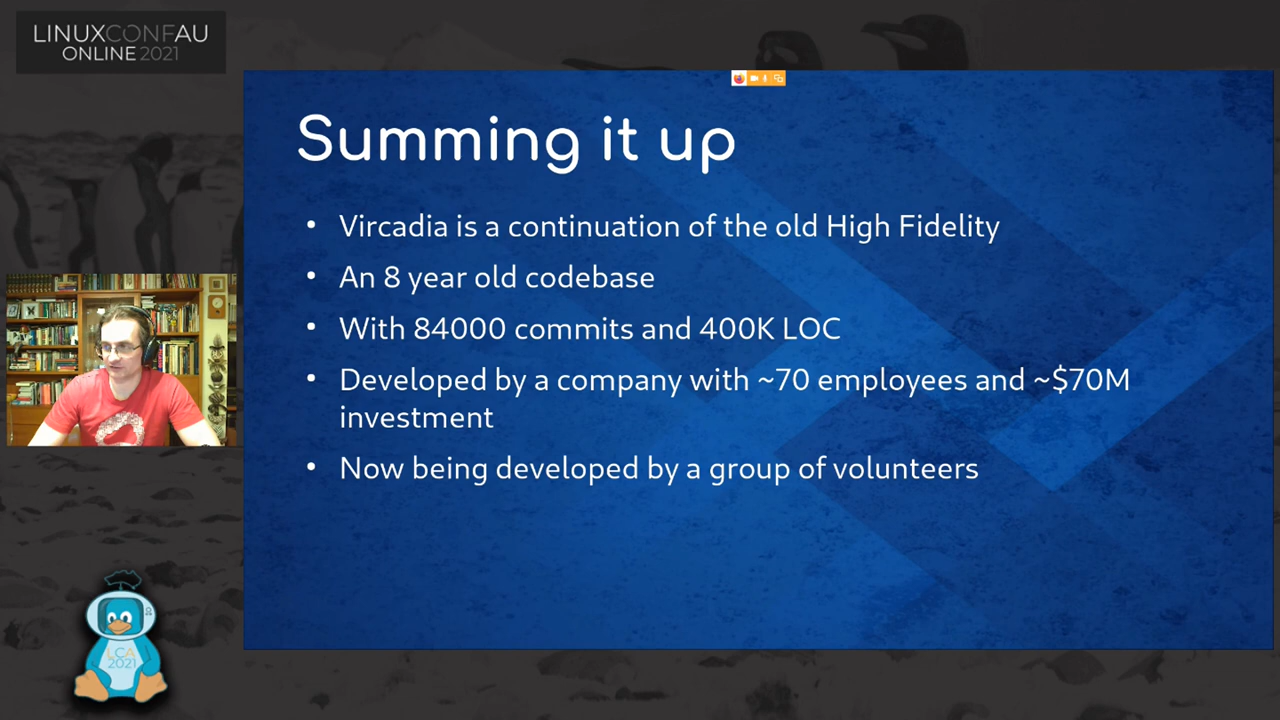 LINUXCONFAU
ONLINE 2021
Summing it up
• Vircadia is a continuation of the old High Fidelity
• An 8 year old codebase
• With 84000 commits and 400K LOC
• Developed by a company with ~70 employees and ~$70M
investment
• Now being developed by a group of volunteers
LCA
2021